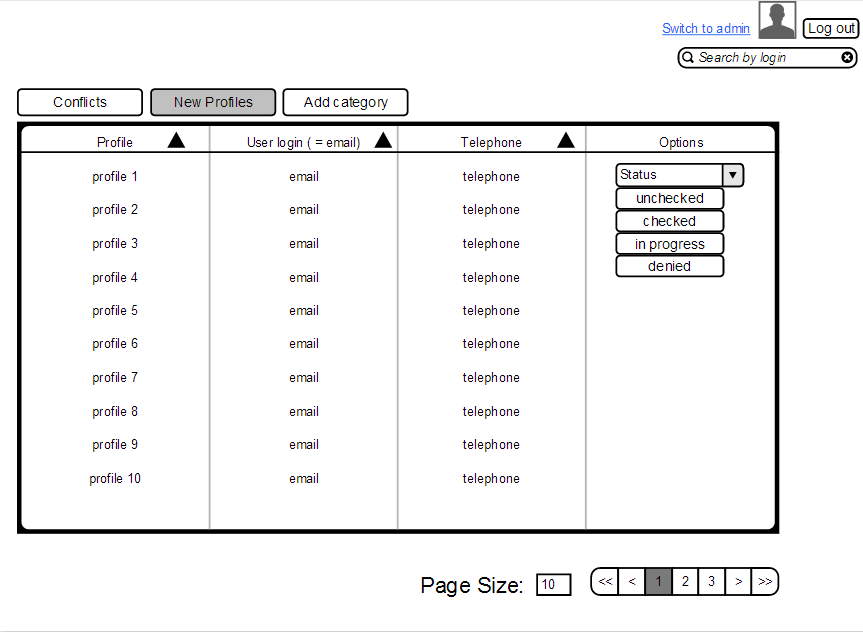 Switch to admin
Log out
Search by login
Conflicts New Profiles Add category
Profile User login ( = email) Telephone Options
profile 1 email telephone Status
unchecked
profile 2 email telephone
checked
profile 3 email telephone in progress
denied
profile 4 email telephone
profile 5 email telephone
profile 6 email telephone
profile 7 email telephone
profile 8 email telephone
profile 9 email telephone
profile 10 email telephone
Page Size: 10 << < 1 2 3 > >>